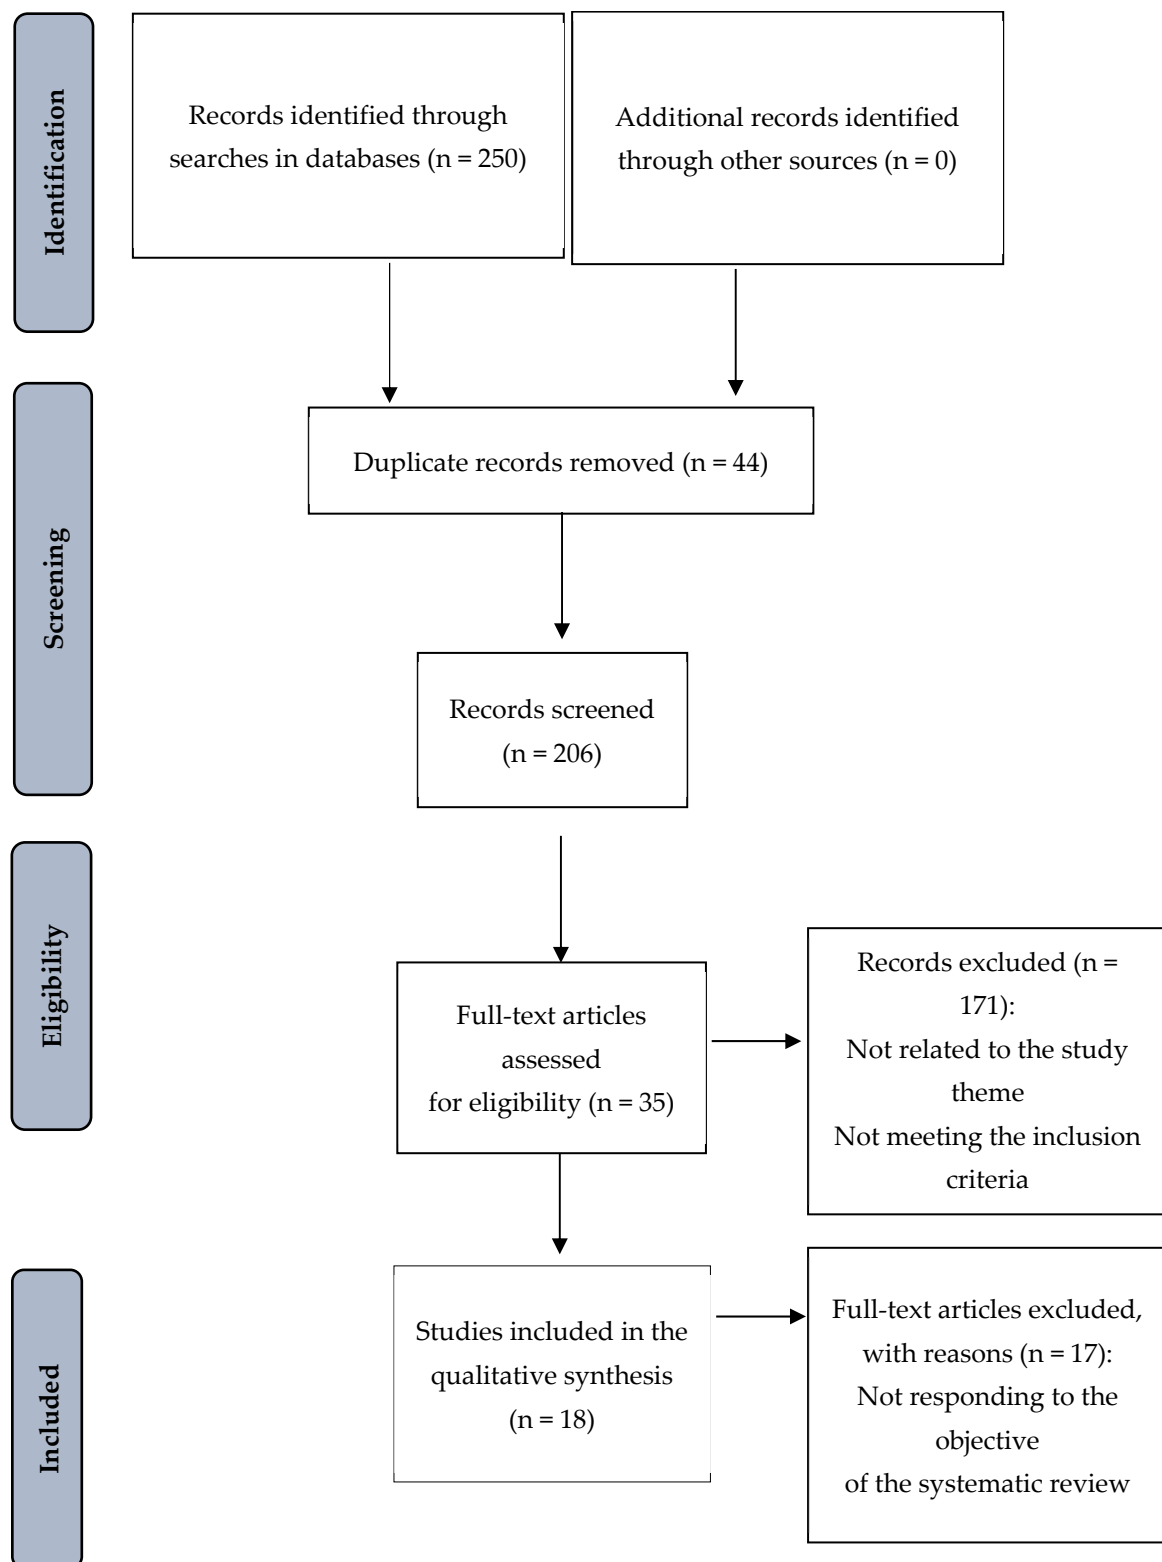 Identification
Records identified through
searches in databases (n = 250)
Additional records identified
through other sources (n = 0)
Screening
Duplicate records removed (n = 44)
Records screened
(n = 206)
Eligibility
Full-text articles
assessed
for eligibility (n = 35)
Records excluded (n =
171):
Not related to the study
theme
Not meeting the inclusion
criteria
Included
Studies included in the
qualitative synthesis
(n = 18)
Full-text articles excluded,
with reasons (n = 17):
Not responding to the
objective
of the systematic review